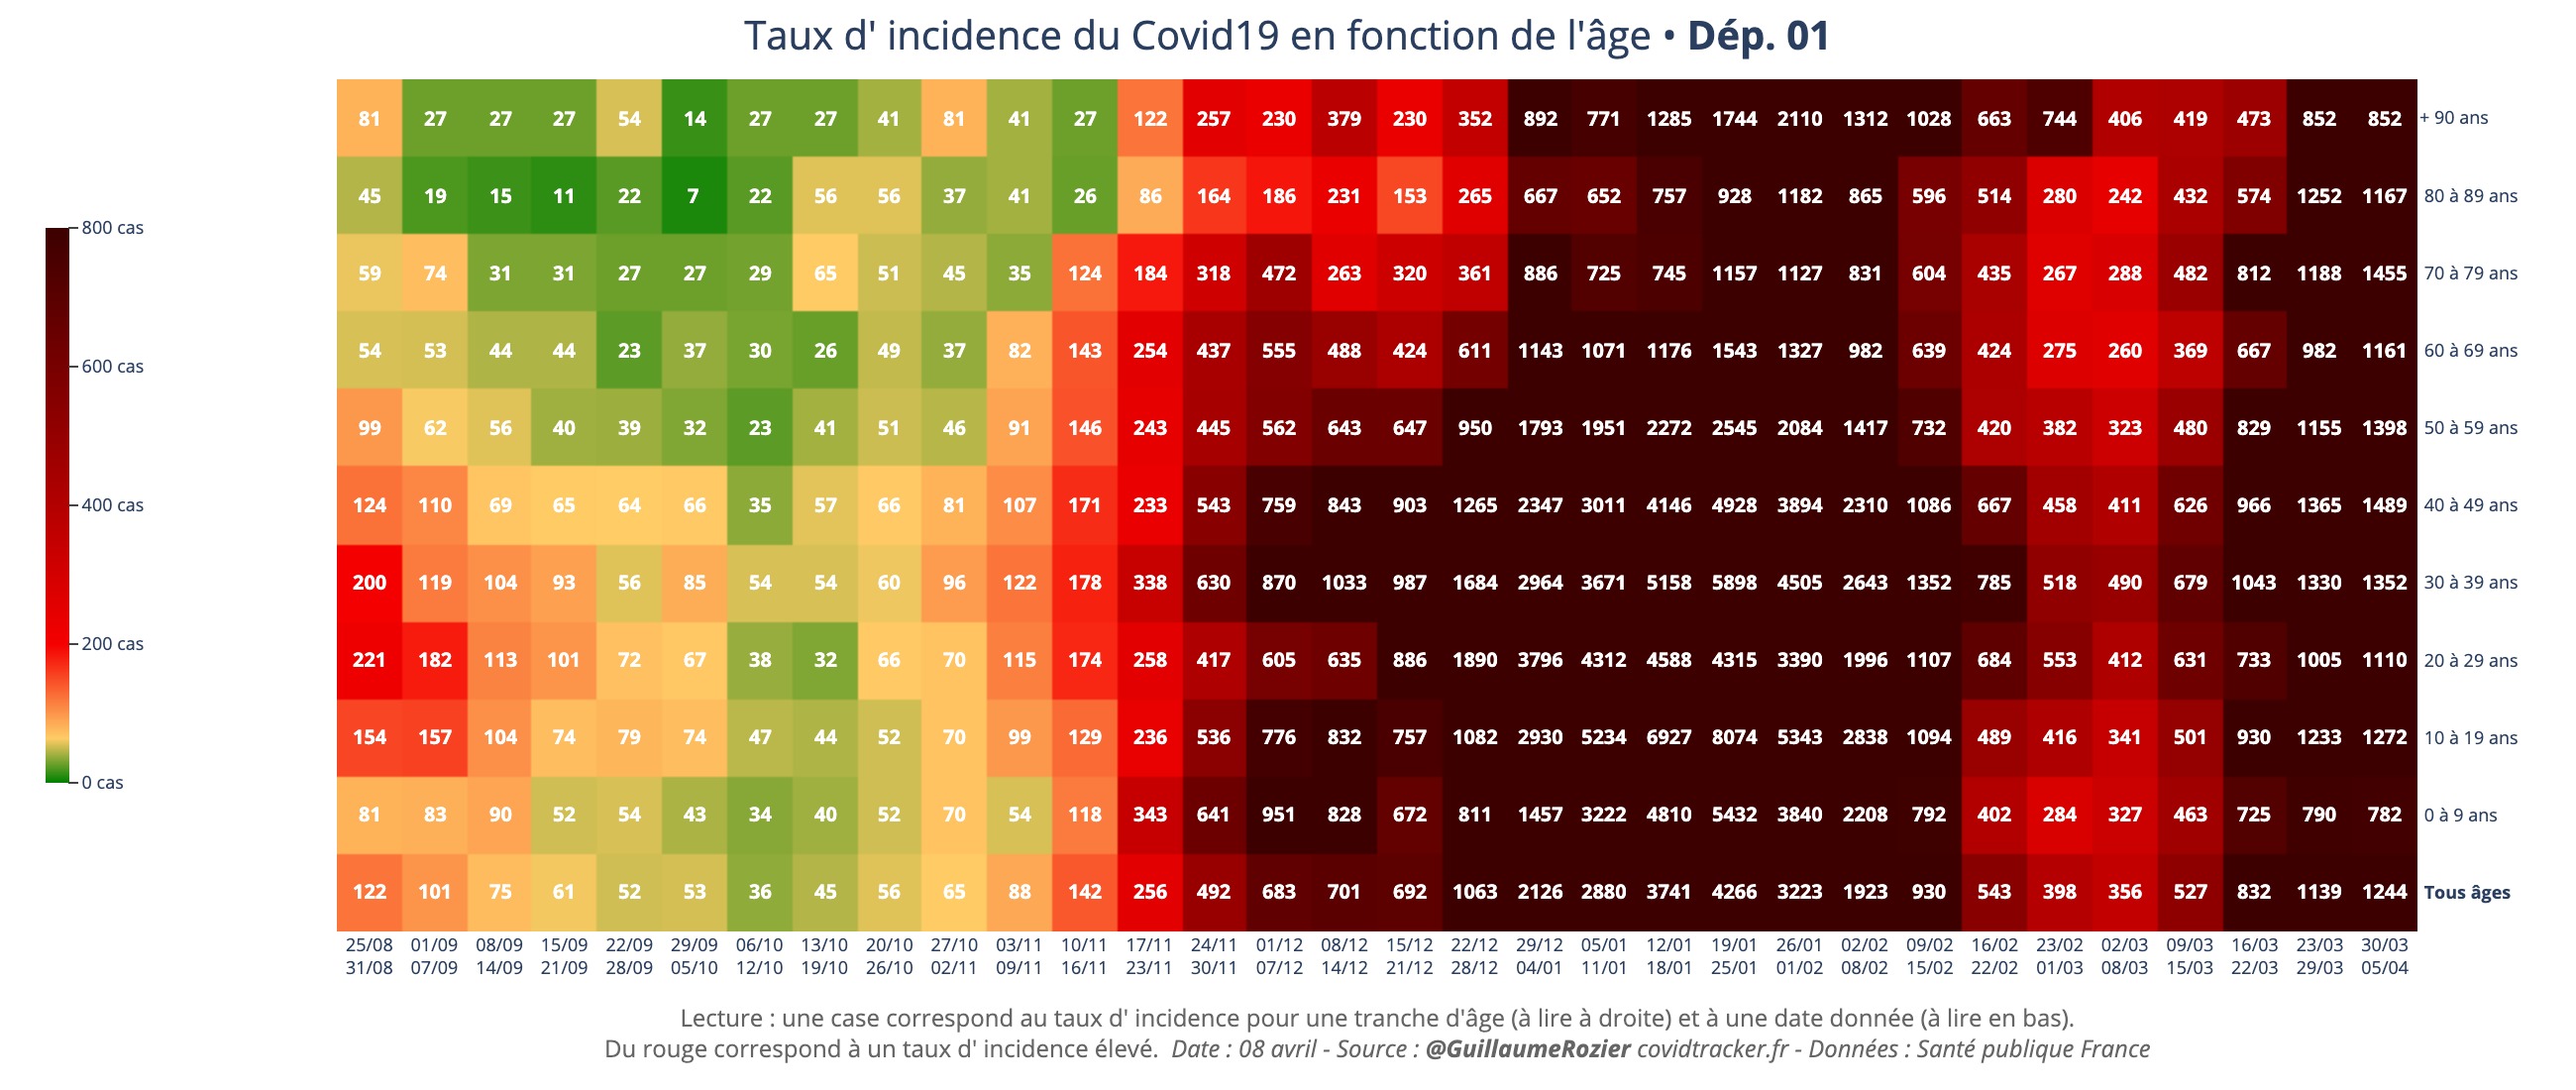 Taux d' incidence du Covid19 en fonction de l'âge • Dép. 01
81 27 27 27 54 14 27 27 41 81 41 27 122 257 230 379 230 352 892 771 1285 1744 2110 1312 1028 663 744 406 419 473 852 852 + 90 ans
45 19 15 11 22 7 22 56 56 37 41 26 86 164 186 231 153 265 667 652 757 928 1182 865 596 514 280 242 432 574 1252 1167 80 à 89 ans
800 cas
59 74 31 31 27 27 29 65 51 45 35 124 184 318 472 263 320 361 886 725 745 1157 1127 831 604 435 267 288 482 812 1188 1455 70 à 79 ans
54 53 44 44 23 37 30 26 49 37 82 143 254 437 555 488 424 611 1143 1071 1176 1543 1327 982 639 424 275 260 369 667 982 1161 60 à 69 ans
600 cas
99 62 56 40 39 32 23 41 51 46 91 146 243 445 562 643 647 950 1793 1951 2272 2545 2084 1417 732 420 382 323 480 829 1155 1398 50 à 59 ans
400 cas
124 110 69 65 64 66 35 57 66 81 107 171 233 543 759 843 903 1265 2347 3011 4146 4928 3894 2310 1086 667 458 411 626 966 1365 1489 40 à 49 ans
200 119 104 93 56 85 54 54 60 96 122 178 338 630 870 1033 987 1684 2964 3671 5158 5898 4505 2643 1352 785 518 490 679 1043 1330 1352 30 à 39 ans
200 cas
221 182 113 101 72 67 38 32 66 70 115 174 258 417 605 635 886 1890 3796 4312 4588 4315 3390 1996 1107 684 553 412 631 733 1005 1110 20 à 29 ans
154 157 104 74 79 74 47 44 52 70 99 129 236 536 776 832 757 1082 2930 5234 6927 8074 5343 2838 1094 489 416 341 501 930 1233 1272 10 à 19 ans
0 cas
81 83 90 52 54 43 34 40 52 70 54 118 343 641 951 828 672 811 1457 3222 4810 5432 3840 2208 792 402 284 327 463 725 790 782 0 à 9 ans
122 101 75 61 52 53 36 45 56 65 88 142 256 492 683 701 692 1063 2126 2880 3741 4266 3223 1923 930 543 398 356 527 832 1139 1244 Tous âges
25/08 01/09 08/09 15/09 22/09 29/09 06/10 13/10 20/10 27/10 03/11 10/11 17/11 24/11 01/12 08/12 15/12 22/12 29/12 05/01 12/01 19/01 26/01 02/02 09/02 16/02 23/02 02/03 09/03 16/03 23/03 30/03
31/08 07/09 14/09 21/09 28/09 05/10 12/10 19/10 26/10 02/11 09/11 16/11 23/11 30/11 07/12 14/12 21/12 28/12 04/01 11/01 18/01 25/01 01/02 08/02 15/02 22/02 01/03 08/03 15/03 22/03 29/03 05/04
Lecture : une case correspond au taux d' incidence pour une tranche d'âge (à lire à droite) et à une date donnée (à lire en bas).
Du rouge correspond à un taux d' incidence élevé. Date : 08 avril - Source : @GuillaumeRozier covidtracker.fr - Données : Santé publique France